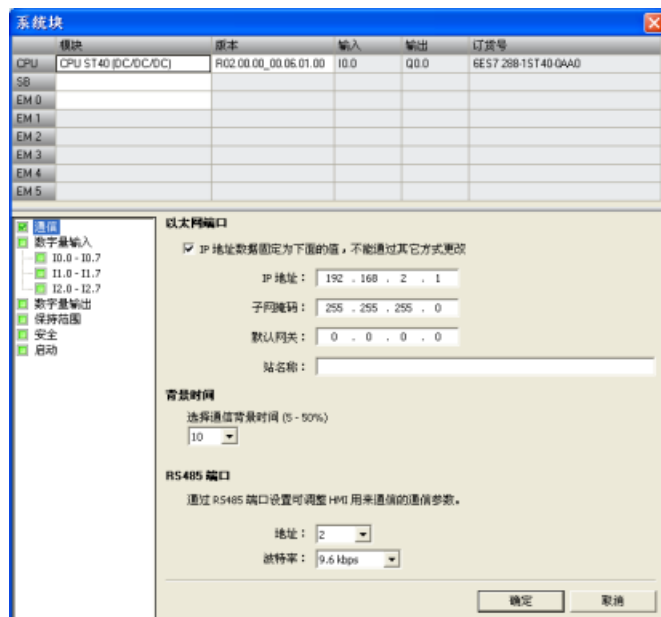 系统块
模块 版本 输入 输出 订货号
CPU CPU ST40 (DC/DC/DC) R02.00.00_00.06.01.00 I0.0 Q0.0 6ES7 288-1ST40-0AA0
SB
EM 0
EM 1
EM 2
EM 3
EM 4
EM 5
通信
数字量输入
I0.0 - I0.7
I1.0 - I1.7
I2.0 - I2.7
数字量输出
保持范围
安全
启动
以太网端口
IP 地址数据固定为下面的值，不能通过其它方式更改
IP 地址： 192 . 168 . 2 . 1
子网掩码： 255 . 255 . 255 . 0
默认网关： 0 . 0 . 0 . 0
站名称：
背景时间
选择通信背景时间 (5 - 50%)
10
RS485 端口
通过 RS485 端口设置可调整 HMI 用来通信的通信参数。
地址： 2
波特率： 9.6 kbps
确定 取消